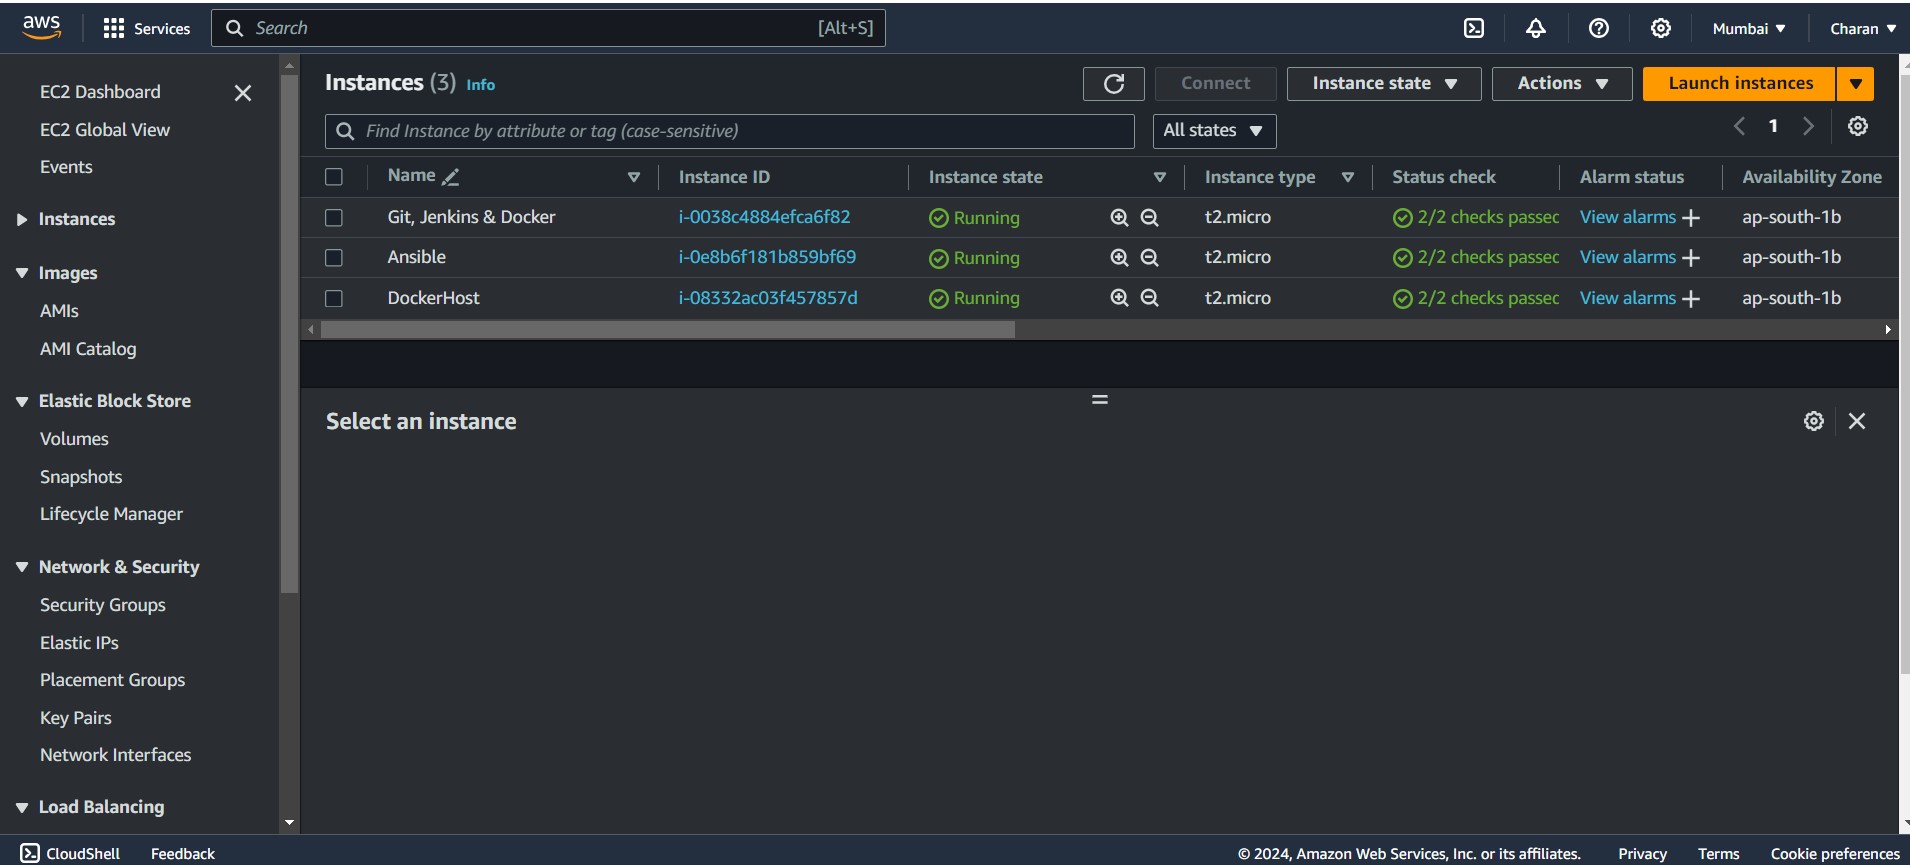 aws
Services
Search
[Alt+S]
Mumbai
Charan
EC2 Dashboard
EC2 Global View
Events
Instances
Images
AMIs
AMI Catalog
Elastic Block Store
Volumes
Snapshots
Lifecycle Manager
Network & Security
Security Groups
Elastic IPs
Placement Groups
Key Pairs
Network Interfaces
Load Balancing
Instances (3) Info
Connect
Instance state
Actions
Launch instances
Find Instance by attribute or tag (case-sensitive)
All states
1
Name Instance ID Instance state Instance type Status check Alarm status Availability Zone
Git, Jenkins & Docker i-0038c4884efca6f82 Running t2.micro 2/2 checks passec View alarms ap-south-1b
Ansible i-0e8b6f181b859bf69 Running t2.micro 2/2 checks passec View alarms ap-south-1b
DockerHost i-08332ac03f457857d Running t2.micro 2/2 checks passec View alarms ap-south-1b
Select an instance
CloudShell Feedback © 2024, Amazon Web Services, Inc. or its affiliates. Privacy Terms Cookie preferences